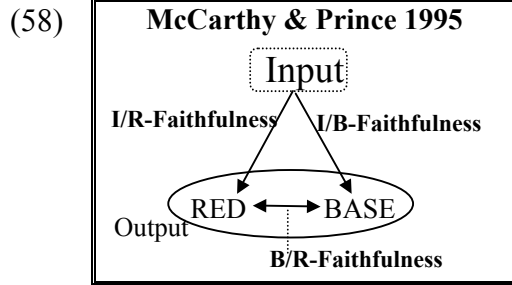 (58) McCarthy & Prince 1995
Input
I/R-Faithfulness I/B-Faithfulness
RED BASE
Output
B/R-Faithfulness